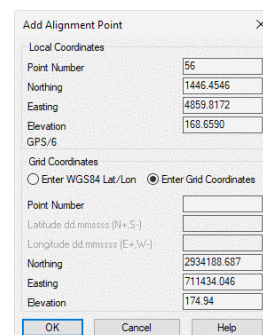 Add Alignment Point
Local Coordinates
Point Number 56
Northing 1446.4546
Easting 4859.8172
Elevation 168.6590
GPS/6
Grid Coordinates
Enter WGS84 Lat/Lon Enter Grid Coordinates
Point Number
Latitude dd.mmssss (N+,S-)
Longitude dd.mmssss (E+,W-)
Northing 2934188.687
Easting 711434.046
Elevation 174.94
OK Cancel Help